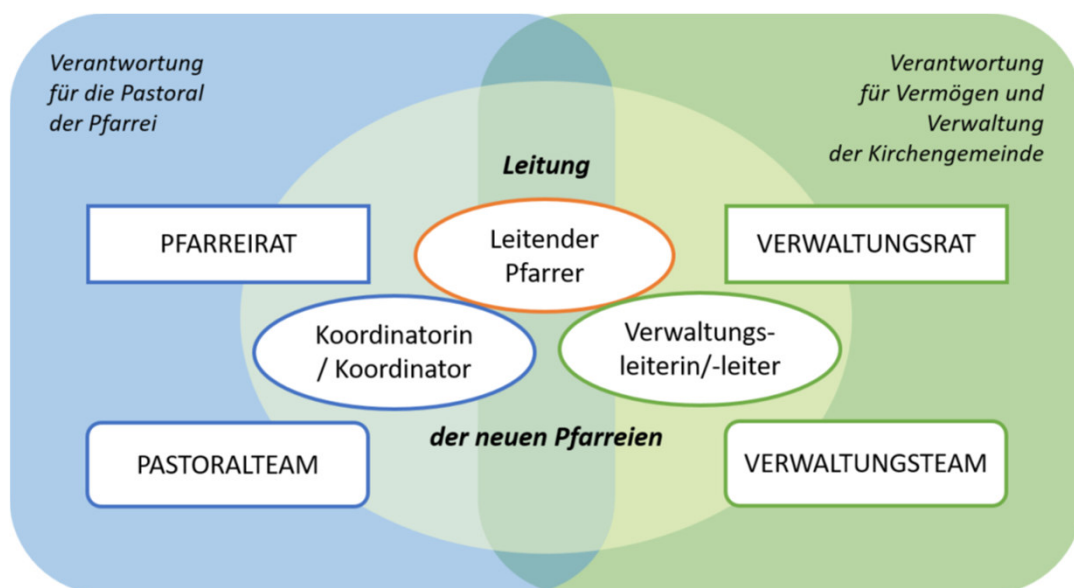 Verantwortung
für die Pastoral
der Pfarrei
Verantwortung
für Vermögen und
Verwaltung
der Kirchengemeinde
Leitung
PFARREIRAT
Leitender
Pfarrer
VERWALTUNGSRAT
Koordinatorin
/ Koordinator
Verwaltungs-
leiterin/-leiter
der neuen Pfarreien
PASTORALTEAM
VERWALTUNGSTEAM